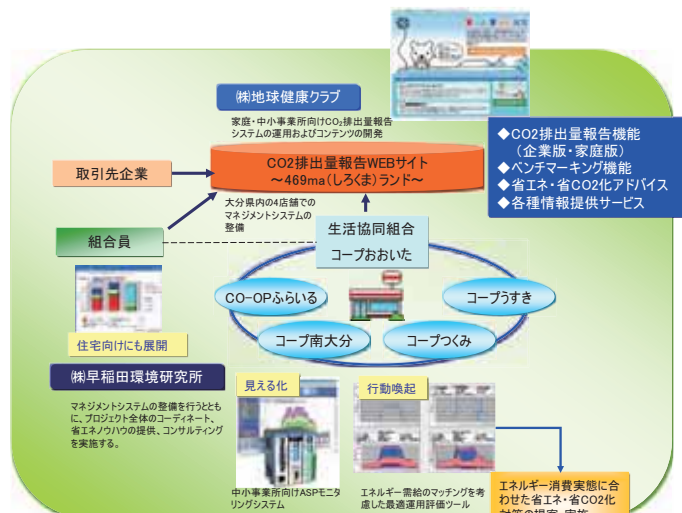 ㈱地球健康クラブ
家庭・中小事業所向けCO₂排出量報告
システムの運用およびコンテンツの開発
CO2排出量報告WEBサイト
～469ma(しろくま)ランド～
◆CO2排出量報告機能
（企業版・家庭版）
◆ベンチマーキング機能
◆省エネ・省CO2化アドバイス
◆各種情報提供サービス
取引先企業
大分県内の4店舗での
マネジメントシステムの
整備
組合員
生活協同組合
コープおおいた
CO-OPふらいる
コープうすき
コープ南大分
コープつくみ
住宅向けにも展開
㈱早稲田環境研究所
マネジメントシステムの整備を行うととも
に、プロジェクト全体のコーディネート、
省エネノウハウの提供、コンサルティング
を実施する。
見える化
中小事業所向けASPモニタ
リングシステム
行動喚起
エネルギー需給のマッチングを考
慮した最適運用評価ツール
エネルギー消費実態に合
わせた省エネ・省CO2化
対策の提案・実施